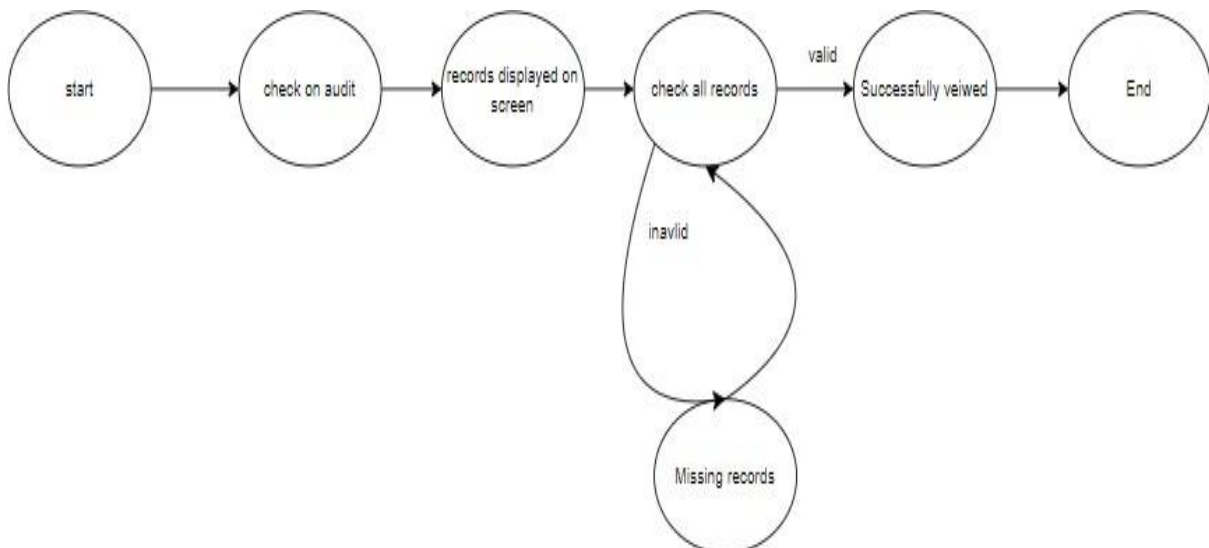 start
check on audit
records displayed on
screen
check all records
valid
Successfully veiwed
End
inavlid
Missing records